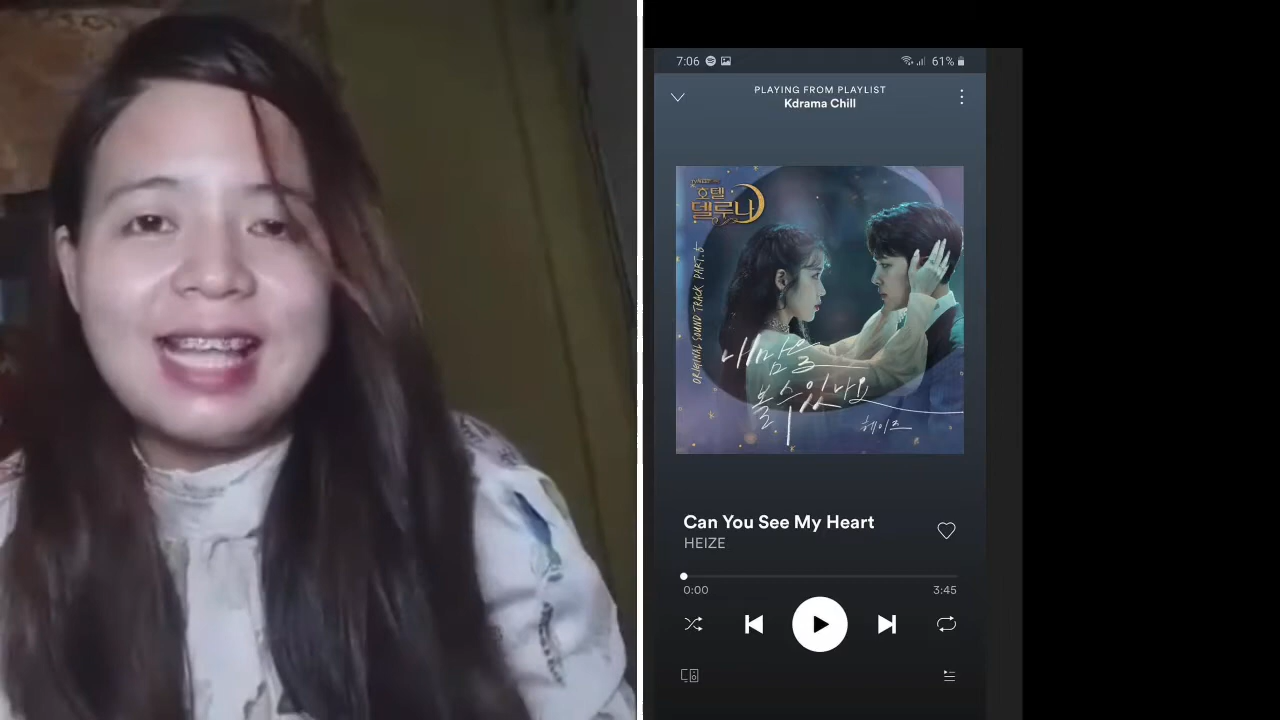 7:06
61%
PLAYING FROM PLAYLIST
Kdrama Chill
호텔
델루나
ORIGINAL SOUND TRACK PART.5
내 맘을
볼 수 있나요
헤이즈
Can You See My Heart
HEIZE
0:00
3:45